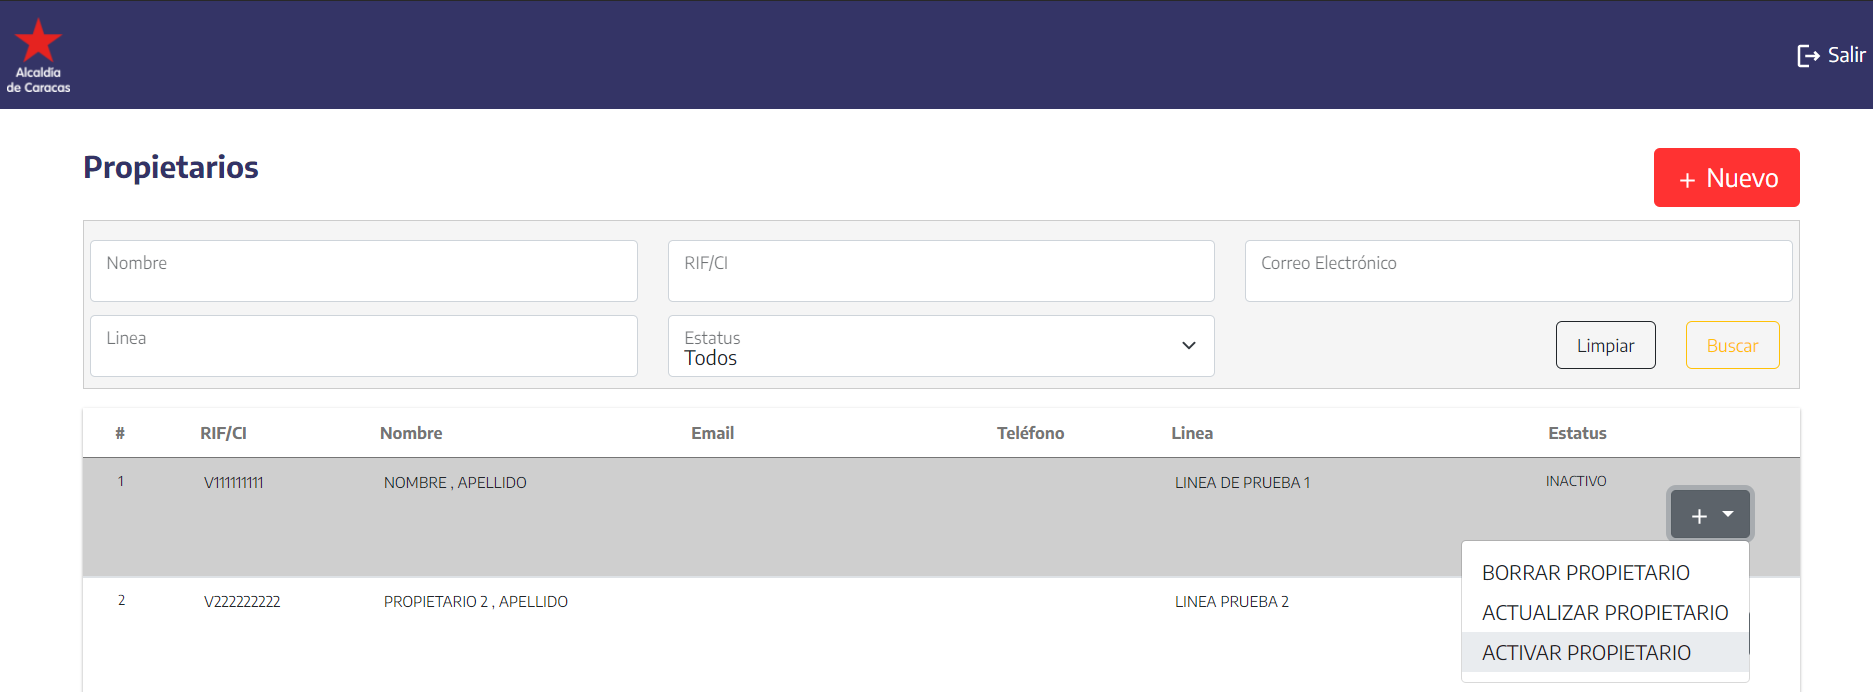 Alcaldía
de Caracas
Salir
Propietarios
+ Nuevo
Nombre
RIF/CI
Correo Electrónico
Linea
Estatus
Todos
Limpiar
Buscar
# RIF/CI Nombre Email Teléfono Linea Estatus
1 V111111111 NOMBRE , APELLIDO LINEA DE PRUEBA 1 INACTIVO
+
BORRAR PROPIETARIO
ACTUALIZAR PROPIETARIO
ACTIVAR PROPIETARIO
2 V222222222 PROPIETARIO 2 , APELLIDO LINEA PRUEBA 2